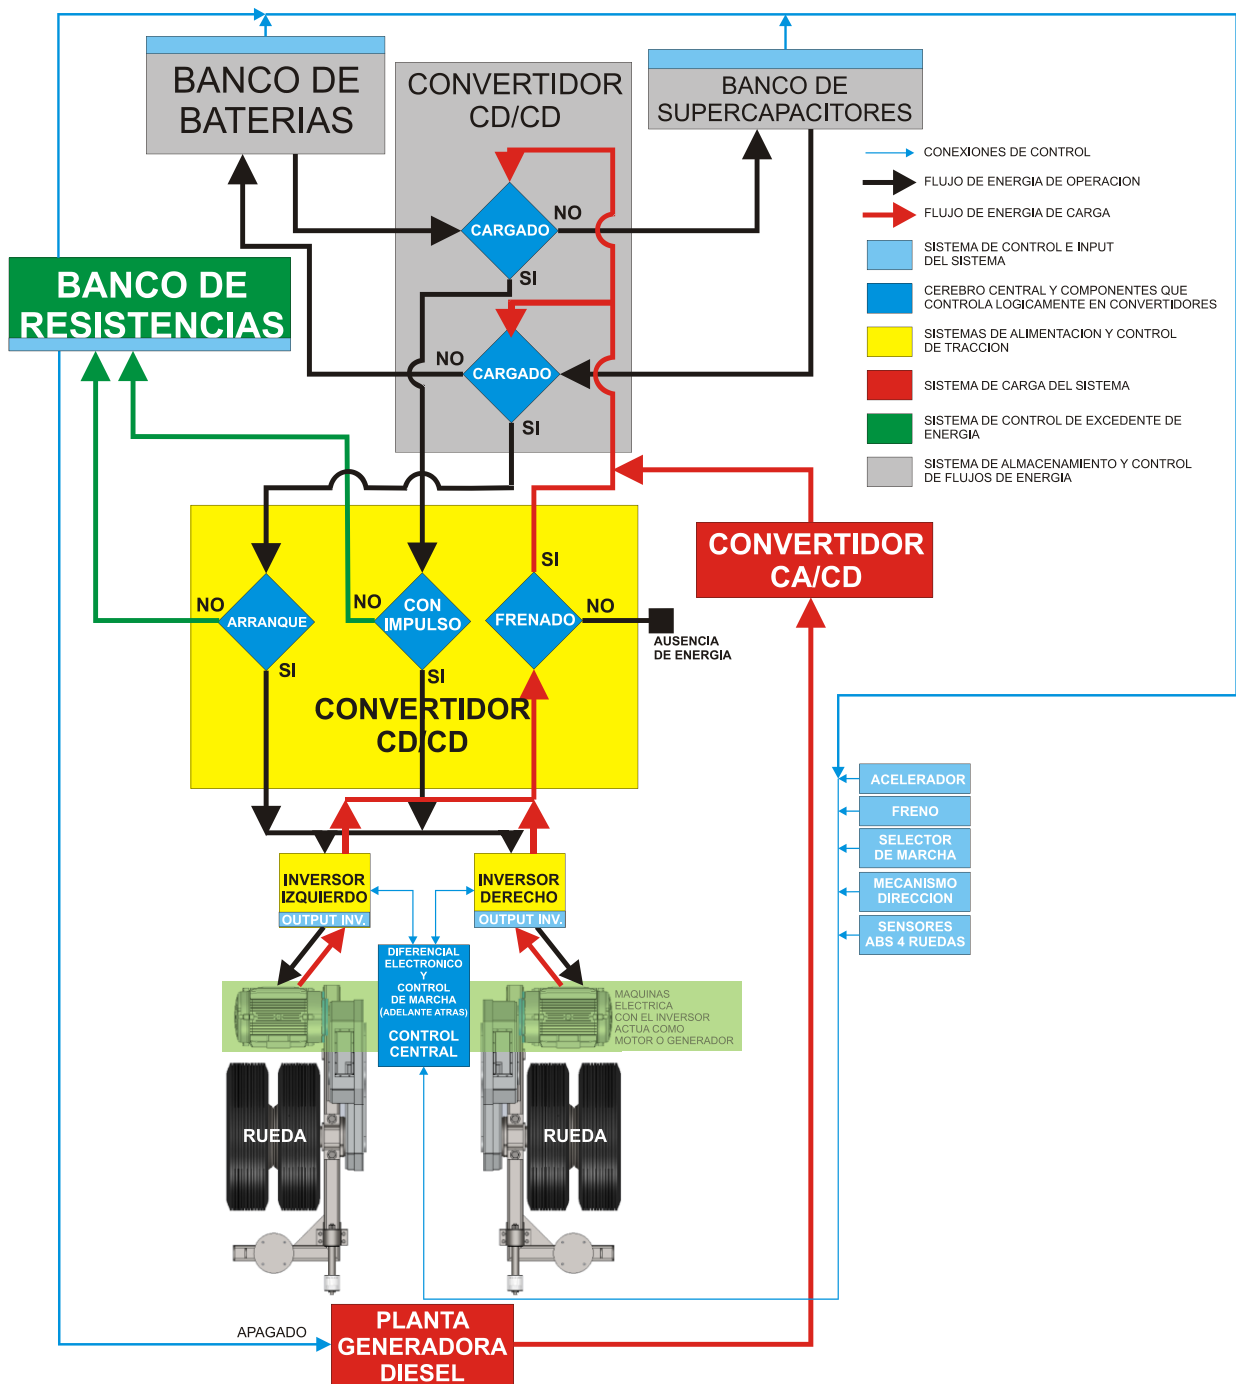 BANCO DE
BATERIAS
CONVERTIDOR
CD/CD
BANCO DE
SUPERCAPACITORES
CONEXIONES DE CONTROL
FLUJO DE ENERGIA DE OPERACION
FLUJO DE ENERGIA DE CARGA
SISTEMA DE CONTROL E INPUT
DEL SISTEMA
CEREBRO CENTRAL Y COMPONENTES QUE
CONTROLA LOGICAMENTE EN CONVERTIDORES
SISTEMAS DE ALIMENTACION Y CONTROL
DE TRACCION
SISTEMA DE CARGA DEL SISTEMA
SISTEMA DE CONTROL DE EXCEDENTE DE
ENERGIA
SISTEMA DE ALMACENAMIENTO Y CONTROL
DE FLUJOS DE ENERGIA
CARGADO
NO
SI
BANCO DE
RESISTENCIAS
NO
CARGADO
SI
CONVERTIDOR
CA/CD
NO
ARRANQUE
SI
NO
CON
IMPULSO
SI
SI
FRENADO
NO
AUSENCIA
DE ENERGIA
CONVERTIDOR
CD/CD
ACELERADOR
FRENO
SELECTOR
DE MARCHA
MECANISMO
DIRECCION
SENSORES
ABS 4 RUEDAS
INVERSOR
IZQUIERDO
OUTPUT INV.
INVERSOR
DERECHO
OUTPUT INV.
DIFERENCIAL
ELECTRONICO
Y
CONTROL
DE MARCHA
(ADELANTE ATRAS)
CONTROL
CENTRAL
MAQUINAS
ELECTRICA
CON EL INVERSOR
ACTUA COMO
MOTOR O GENERADOR
RUEDA
RUEDA
APAGADO
PLANTA
GENERADORA
DIESEL